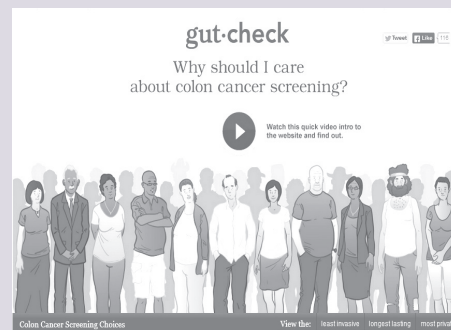 gut·check
Tweet Like 116
Why should I care
about colon cancer screening?
Watch this quick video intro to
the website and find out.
Colon Cancer Screening Choices View the: least invasive longest lasting most